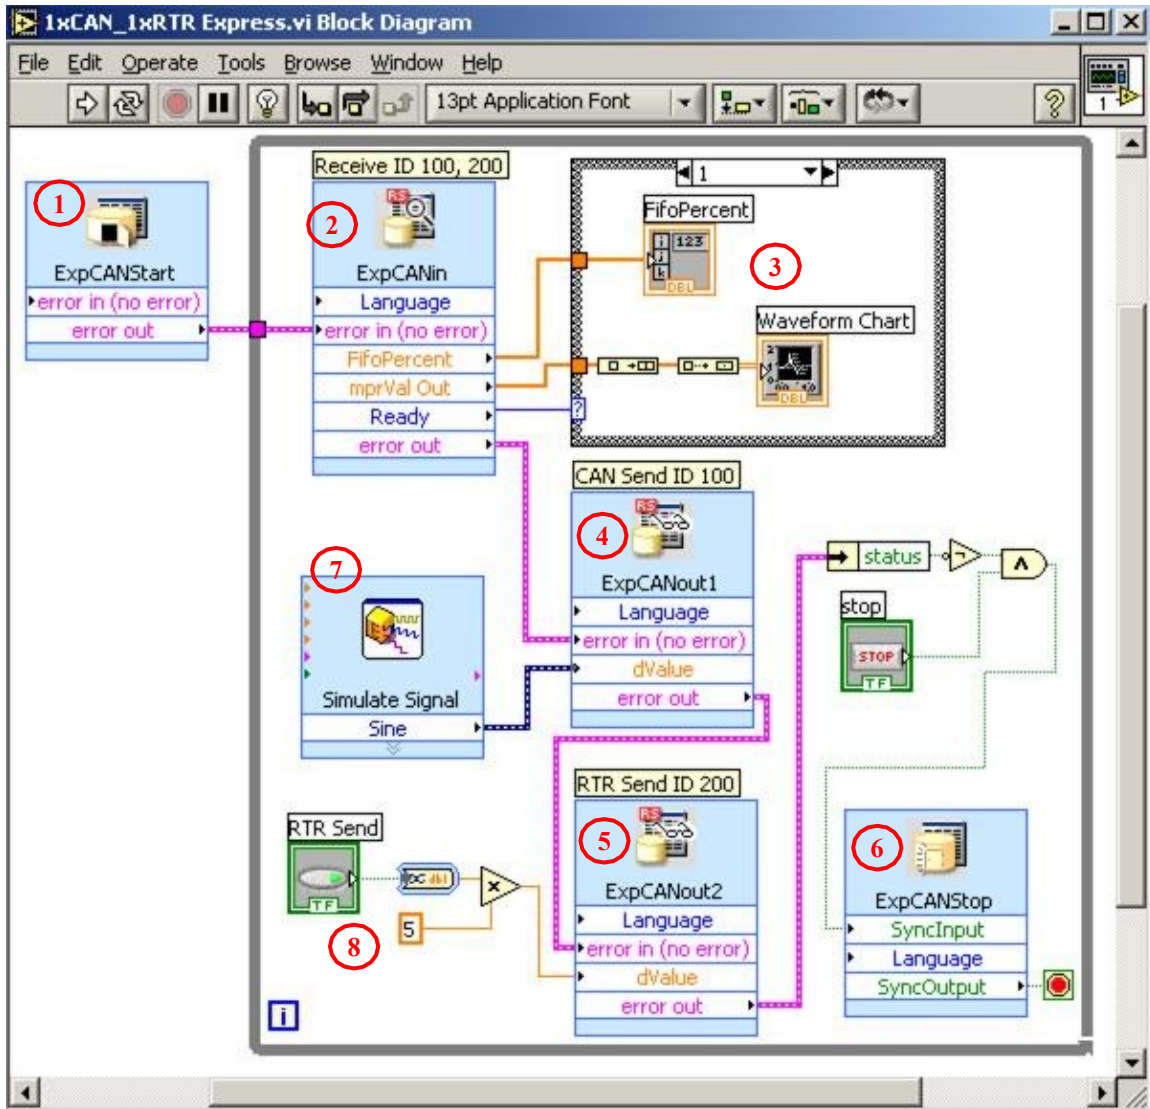 1xCAN_1xRTR Express.vi Block Diagram
File Edit Operate Tools Browse Window Help
13pt Application Font
1
Receive ID 100, 200
1
1
ExpCANStart
error in (no error)
error out
2
RS
ExpCANin
Language
error in (no error)
FifoPercent
mprVal Out
Ready
error out
FifoPercent
i 123
j
k
DBL
3
Waveform Chart
DBL
?
CAN Send ID 100
RS
4
ExpCANout1
Language
error in (no error)
dValue
error out
7
Simulate Signal
Sine
status
stop
STOP
TF
RTR Send ID 200
RS
5
ExpCANout2
Language
error in (no error)
dValue
error out
RTR Send
TF
dbl
x
5
8
6
ExpCANStop
SyncInput
Language
SyncOutput
i